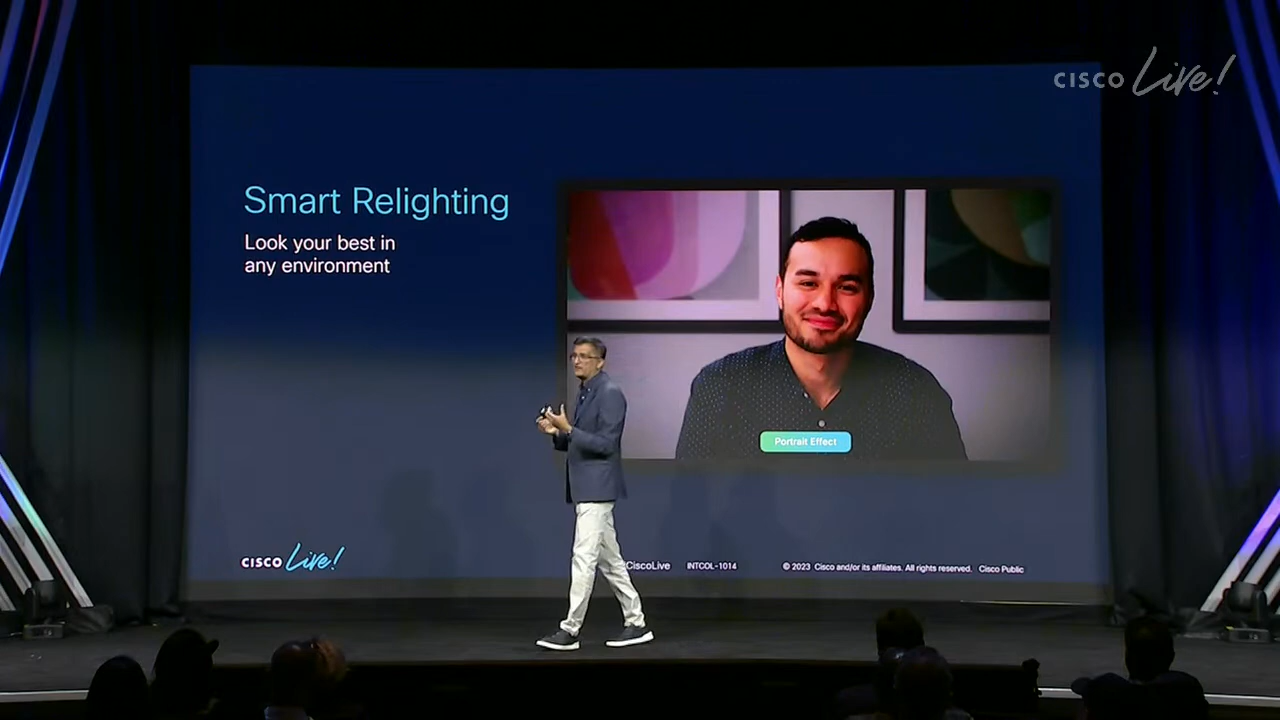 CISCO Live!
Smart Relighting
Look your best in
any environment
Portrait Effect
CISCO Live!
CiscoLive
INTCOL-1014
© 2023 Cisco and/or its affiliates. All rights reserved. Cisco Public